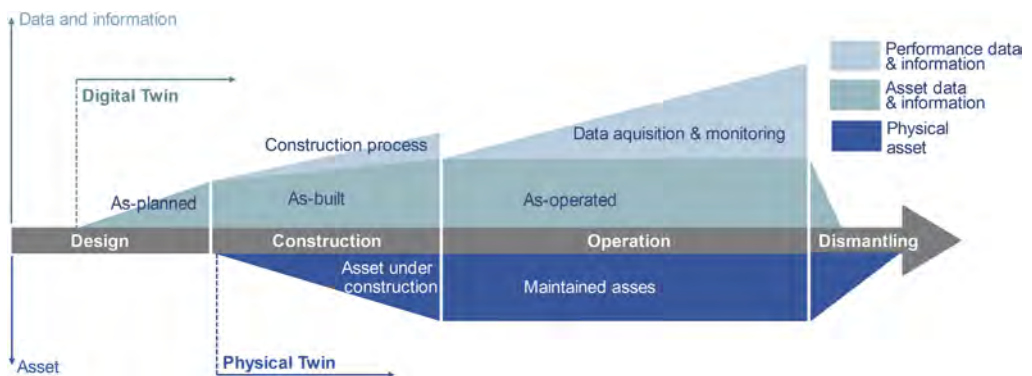 Data and information
Performance data
& information
Asset data
& information
Physical
asset
Digital Twin
Construction process
Data aquisition & monitoring
As-planned
As-built
As-operated
Design
Construction
Operation
Dismantling
Asset under
construction
Maintained asses
Asset
Physical Twin